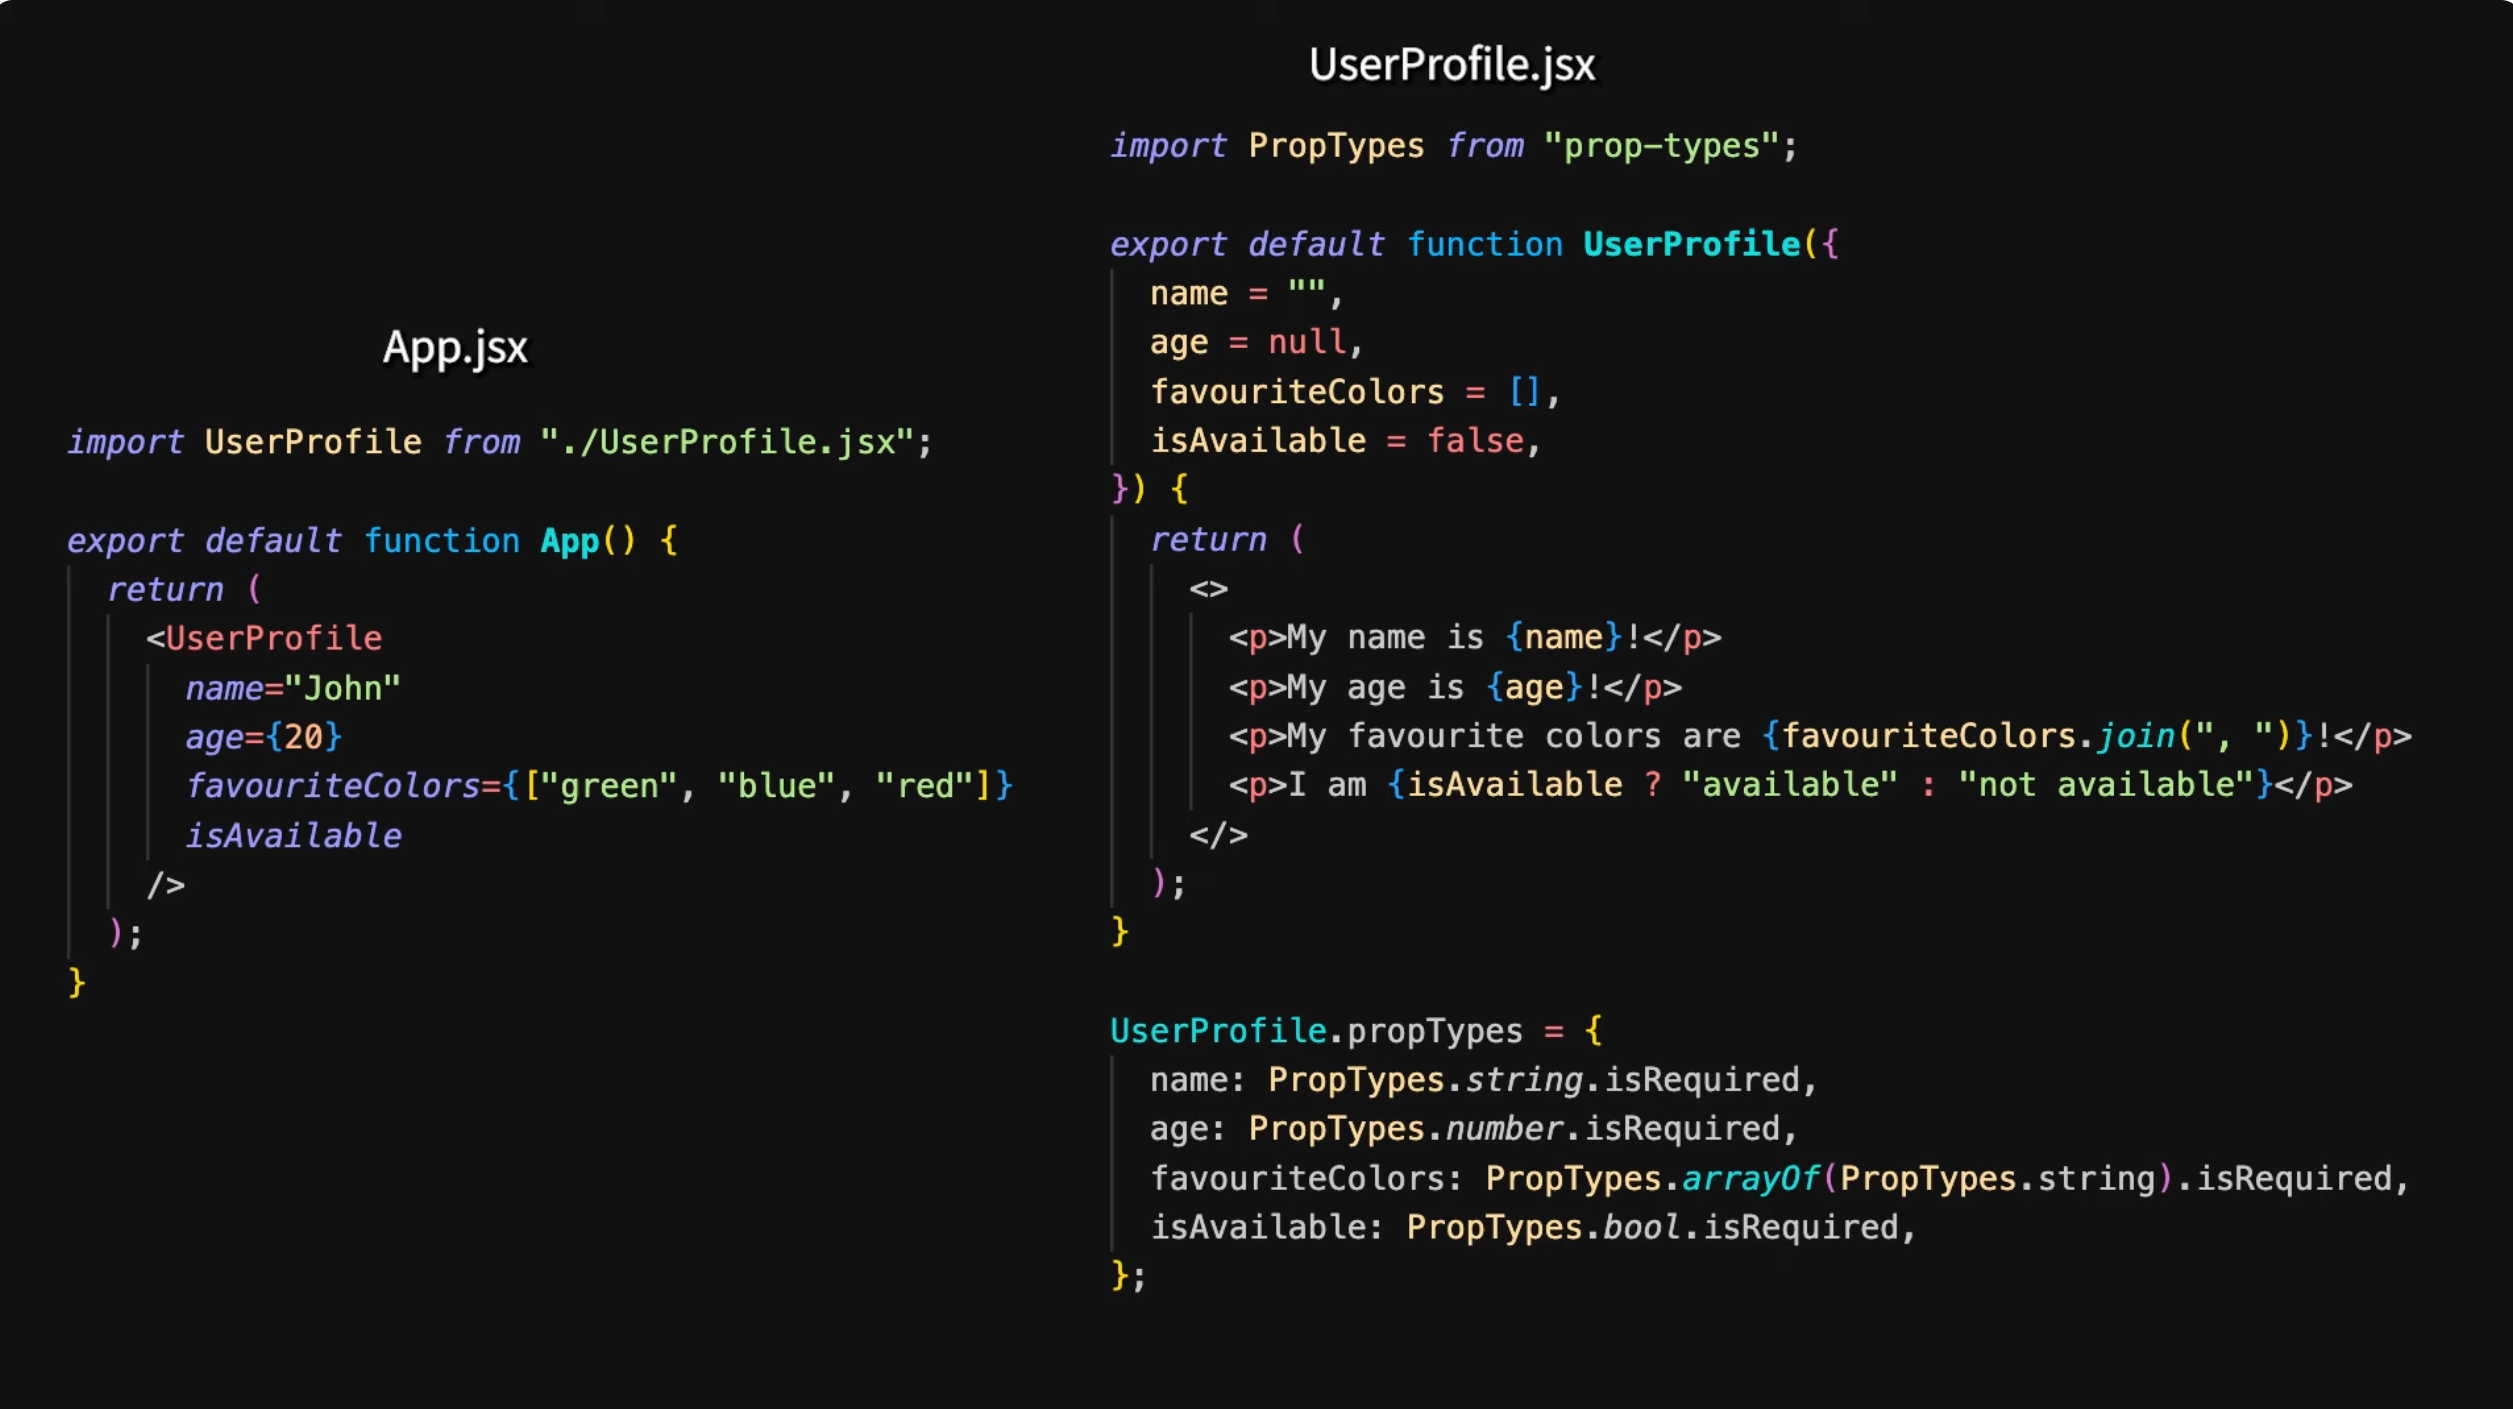 App.jsx
import UserProfile from "./UserProfile.jsx";
export default function App() {
return (
<UserProfile
name="John"
age={20}
favouriteColors={["green", "blue", "red"]}
isAvailable
/>
);
}
UserProfile.jsx
import PropTypes from "prop-types";
export default function UserProfile({
name = "",
age = null,
favouriteColors = [],
isAvailable = false,
}) {
return (
<>
<p>My name is {name}!</p>
<p>My age is {age}!</p>
<p>My favourite colors are {favouriteColors.join(", ")}!</p>
<p>I am {isAvailable ? "available" : "not available"}</p>
</>
);
}
UserProfile.propTypes = {
name: PropTypes.string.isRequired,
age: PropTypes.number.isRequired,
favouriteColors: PropTypes.arrayOf(PropTypes.string).isRequired,
isAvailable: PropTypes.bool.isRequired,
};